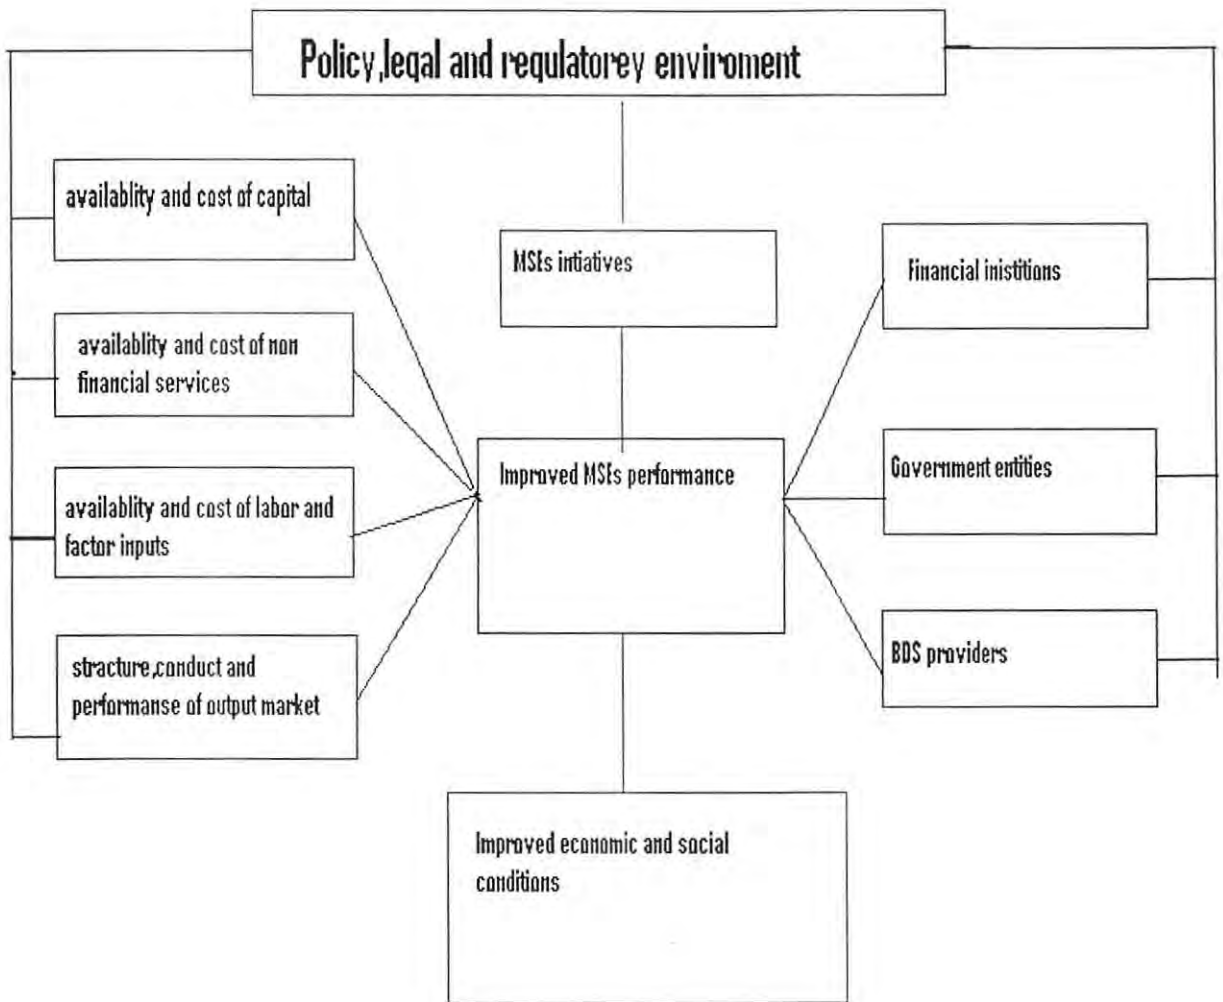 Policy,legal and requlatorey enviroment
availablity and cost of capital
MSEs intiatives
Financial inistitions
availablity and cost of non
financial services
Improved MSEs performance
Government entities
availablity and cost of labor and
factor inputs
BDS providers
stracture,conduct and
performanse of output market
Improved economic and social
conditions